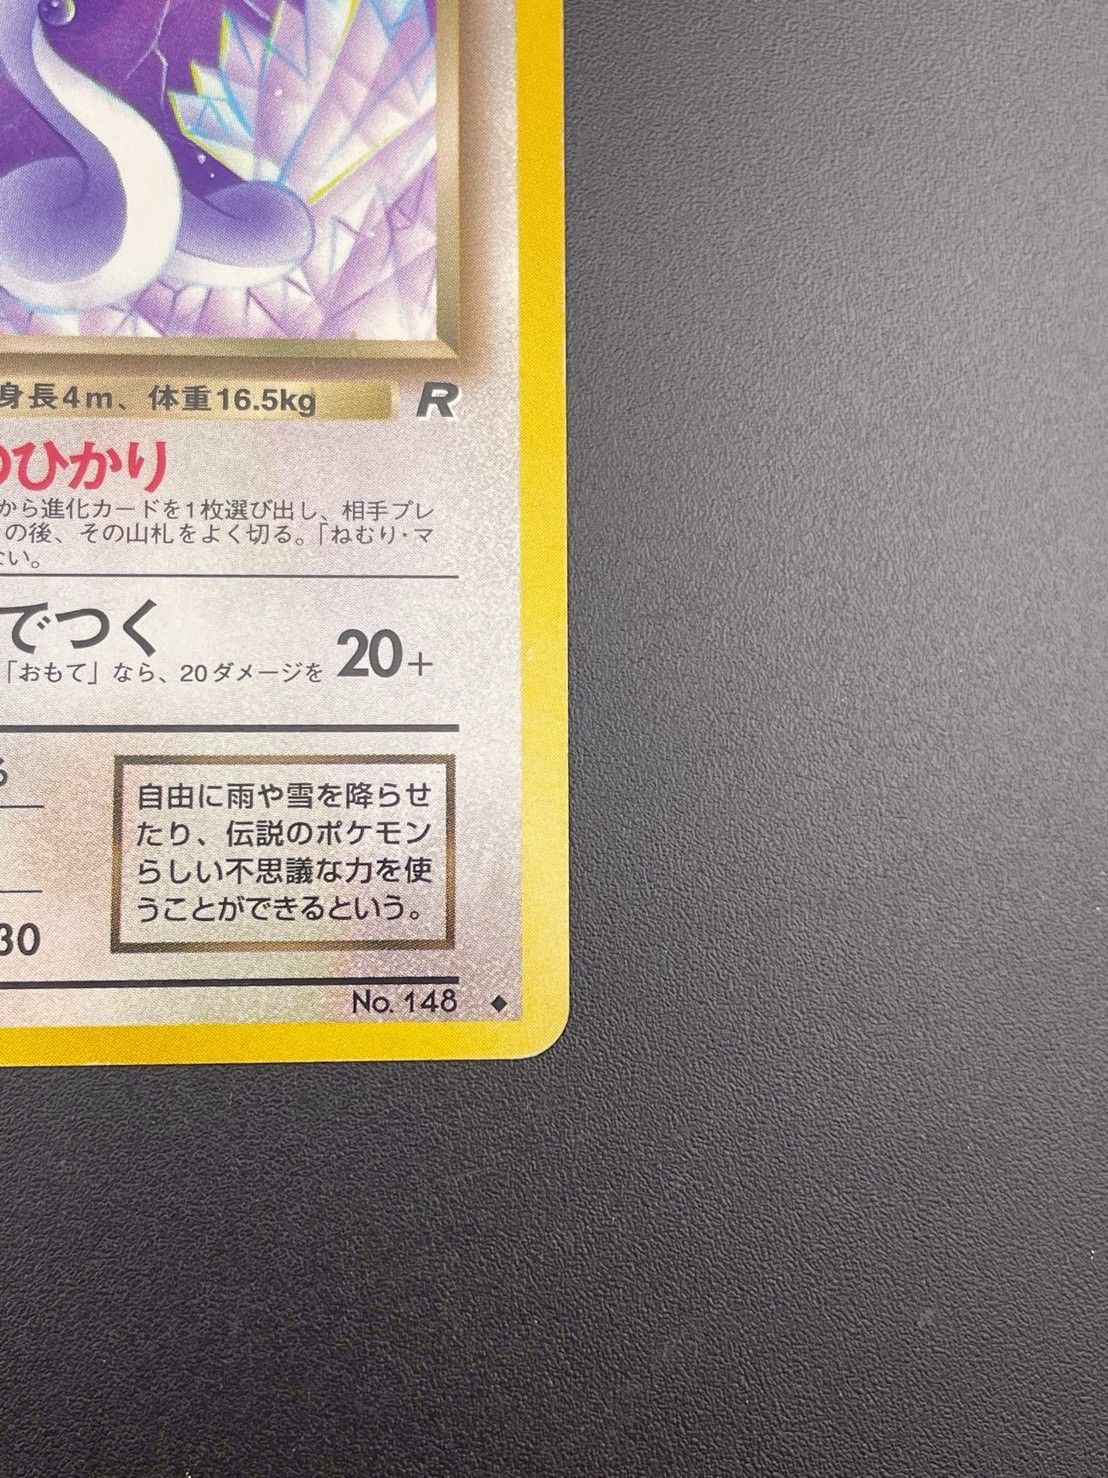 身長4m、体重16.5kg
R
のひかり
から進化カードを1枚選び出し、相手プレ
の後、その山札をよく切る。「ねむり・マ
ない。
でつく
「おもて」なら、20ダメージを 20+
自由に雨や雪を降らせ
たり、伝説のポケモン
らしい不思議な力を使
うことができるという。
30
No. 148